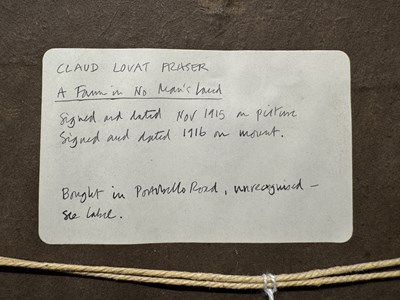 CLAUD LOVAT FRASER
A Faun in No Man's Land
Signed and dated Nov 1915 on picture
Signed and dated 1916 on mount.
Bought in Portobello Road, unrecognised –
see label.